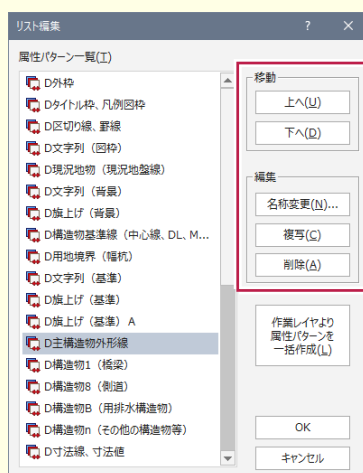 リスト編集
? ×
属性パターン一覧(T)
D外枠
Dタイトル枠、凡例図枠
D区切り線、罫線
D文字列（図枠）
D現況地物（現況地盤線）
D文字列（背景）
D旗上げ（背景）
D構造物基準線（中心線、DL、M...
D用地境界（幅杭）
D文字列（基準）
D旗上げ（基準）
D旗上げ（基準）A
D主構造物外形線
D構造物1（橋梁）
D構造物8（側道）
D構造物B（用排水構造物）
D構造物n（その他の構造物等）
D寸法線、寸法値
移動
上へ(U)
下へ(D)
編集
名称変更(N)...
複写(C)
削除(A)
作業レイヤより
属性パターンを
一括作成(L)
OK
キャンセル